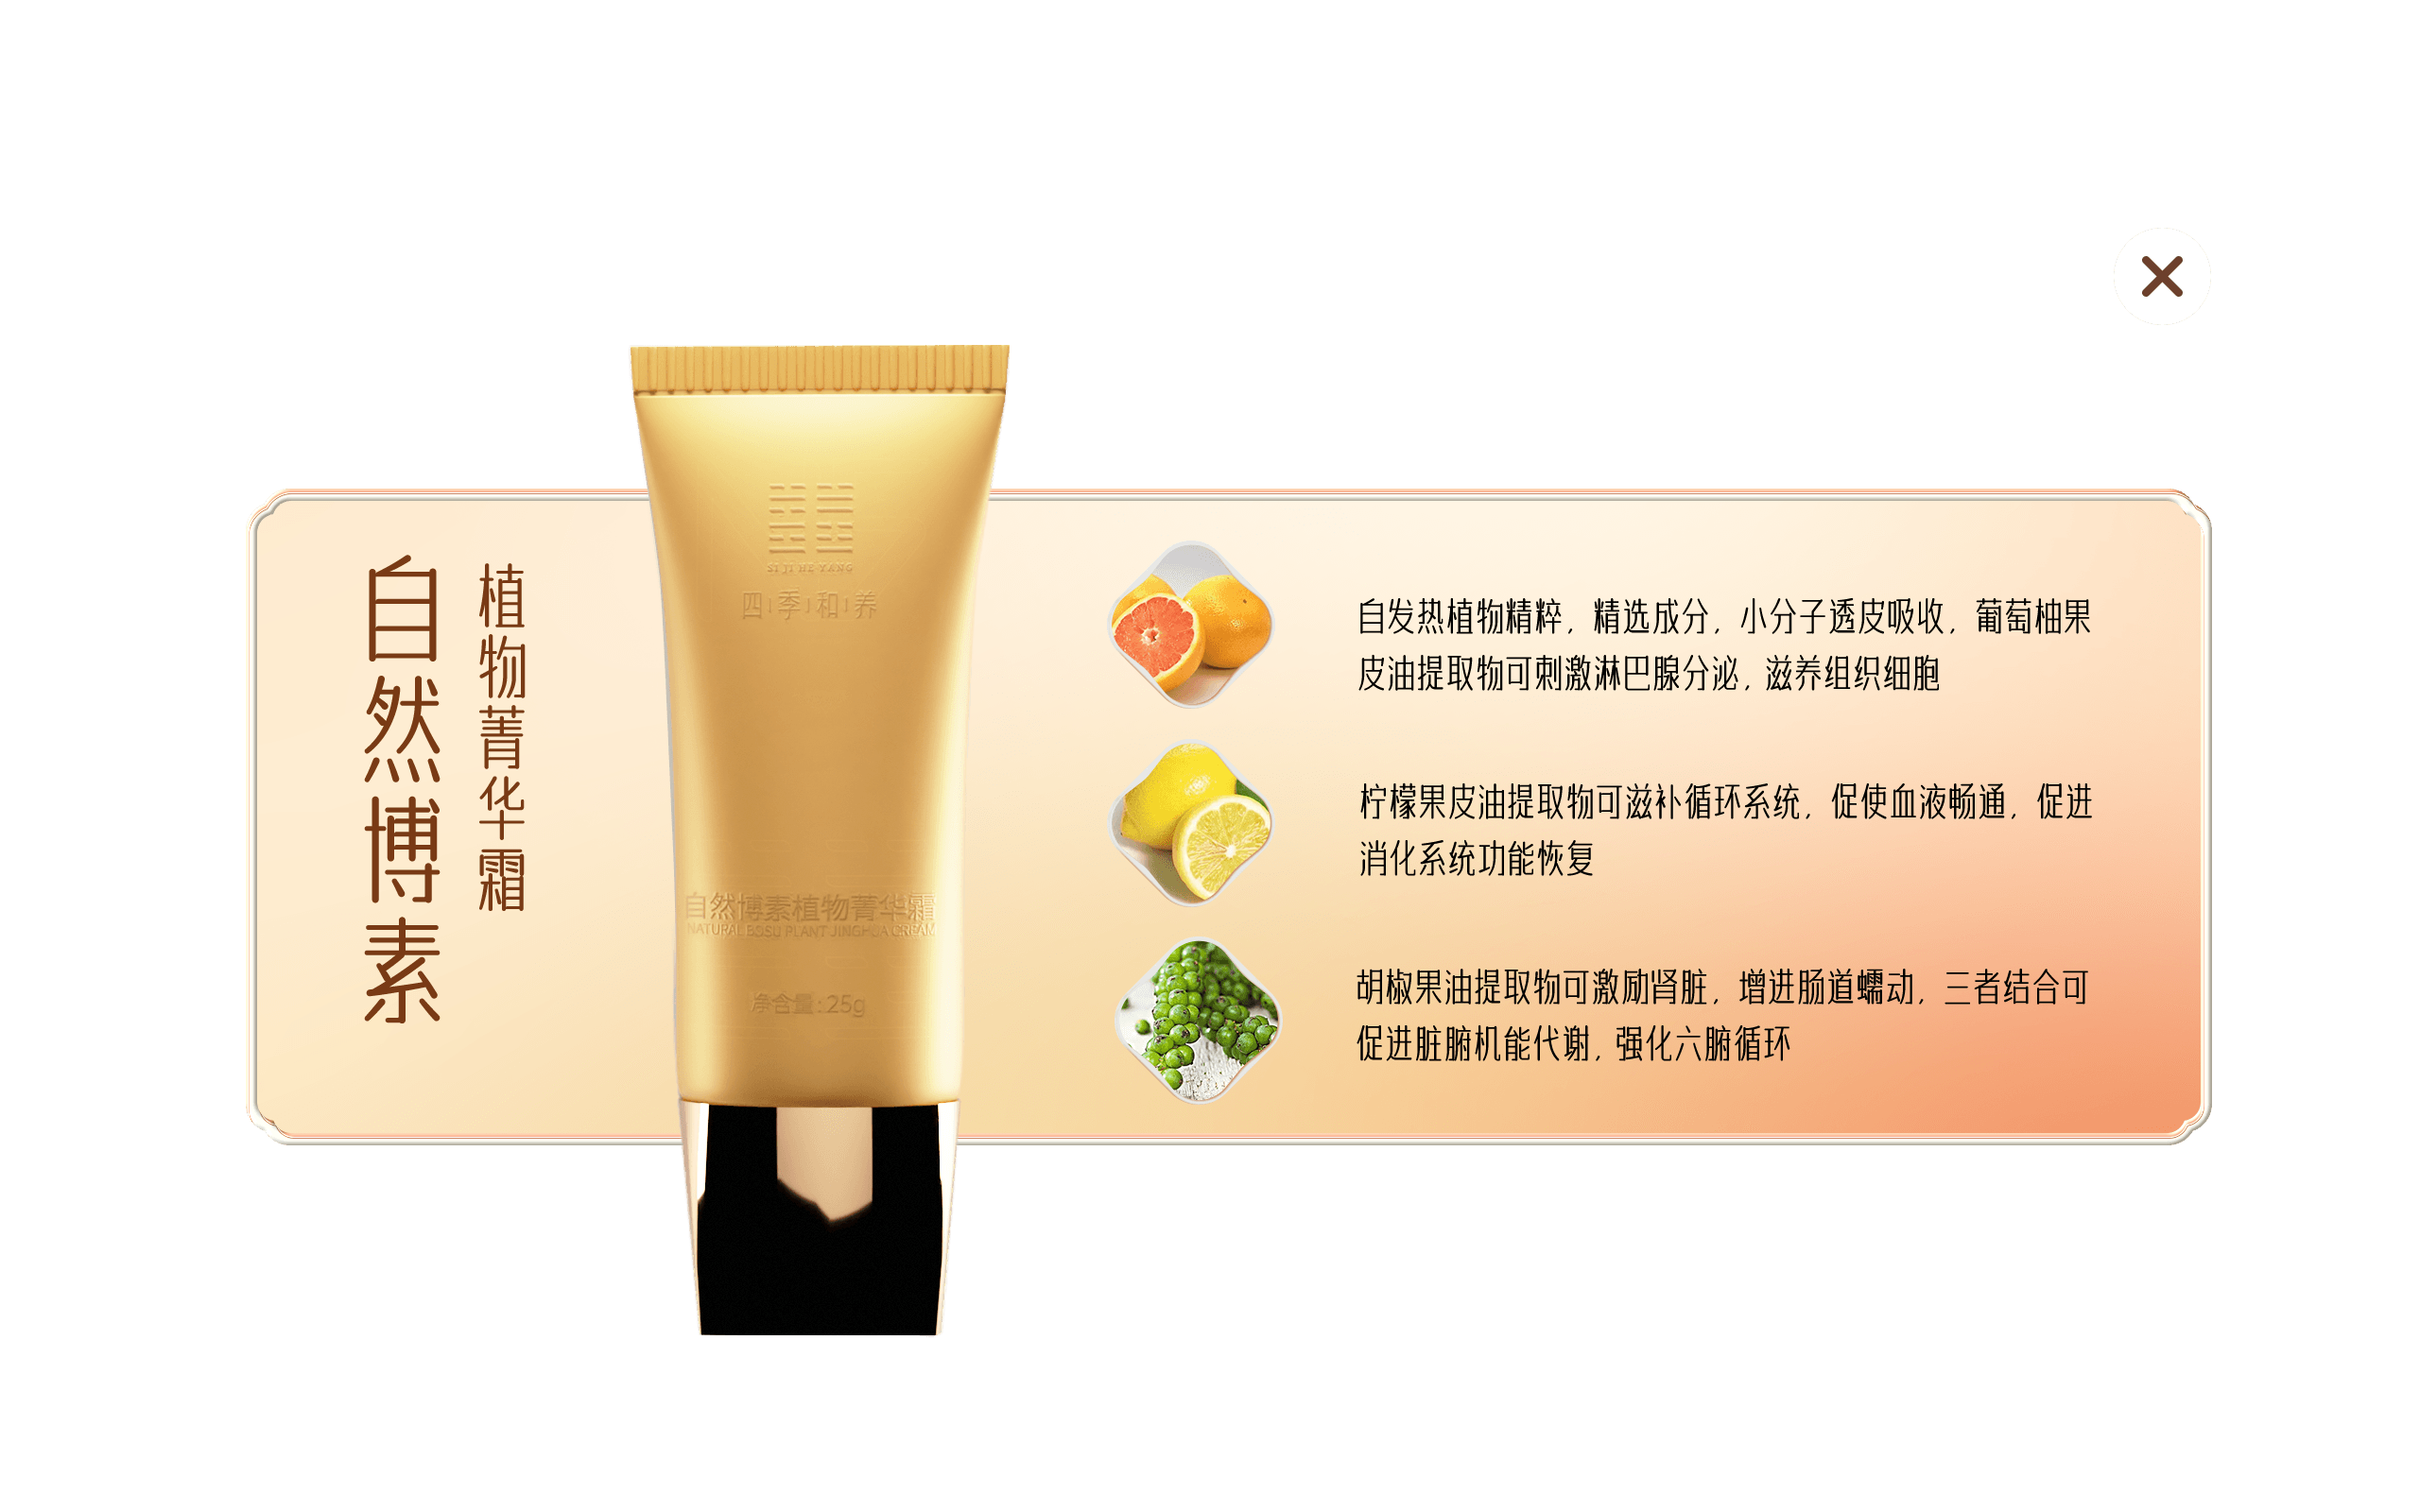 自然博素
植物菁华霜
SI JI HE YANG
四季和养
自然博素植物菁华霜
NATURAL BOSU PLANT JINGHUA CREAM
净含量:25g
自发热植物精粹，精选成分，小分子透皮吸收，葡萄柚果
皮油提取物可刺激淋巴腺分泌，滋养组织细胞
柠檬果皮油提取物可滋补循环系统，促使血液畅通，促进
消化系统功能恢复
胡椒果油提取物可激励肾脏，增进肠道蠕动，三者结合可
促进脏腑机能代谢，强化六腑循环